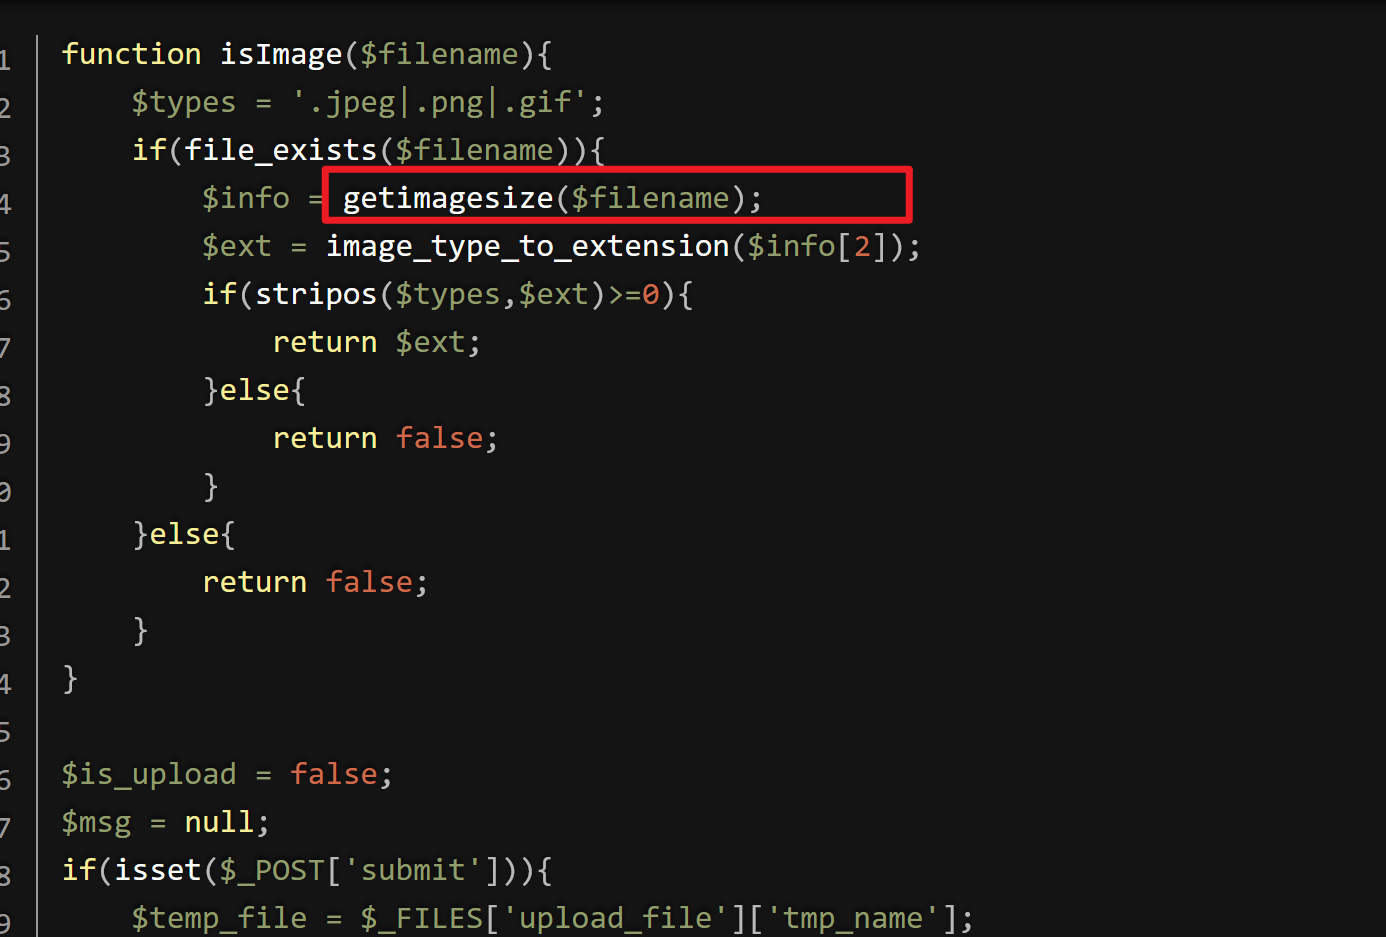 1 function isImage($filename){
2 $types = '.jpeg|.png|.gif';
3 if(file_exists($filename)){
4 $info = getimagesize($filename);
5 $ext = image_type_to_extension($info[2]);
6 if(stripos($types,$ext)>=0){
7 return $ext;
8 }else{
9 return false;
0 }
1 }else{
2 return false;
3 }
4 }
5
6 $is_upload = false;
7 $msg = null;
8 if(isset($_POST['submit'])){
9 $temp_file = $_FILES['upload_file']['tmp_name'];